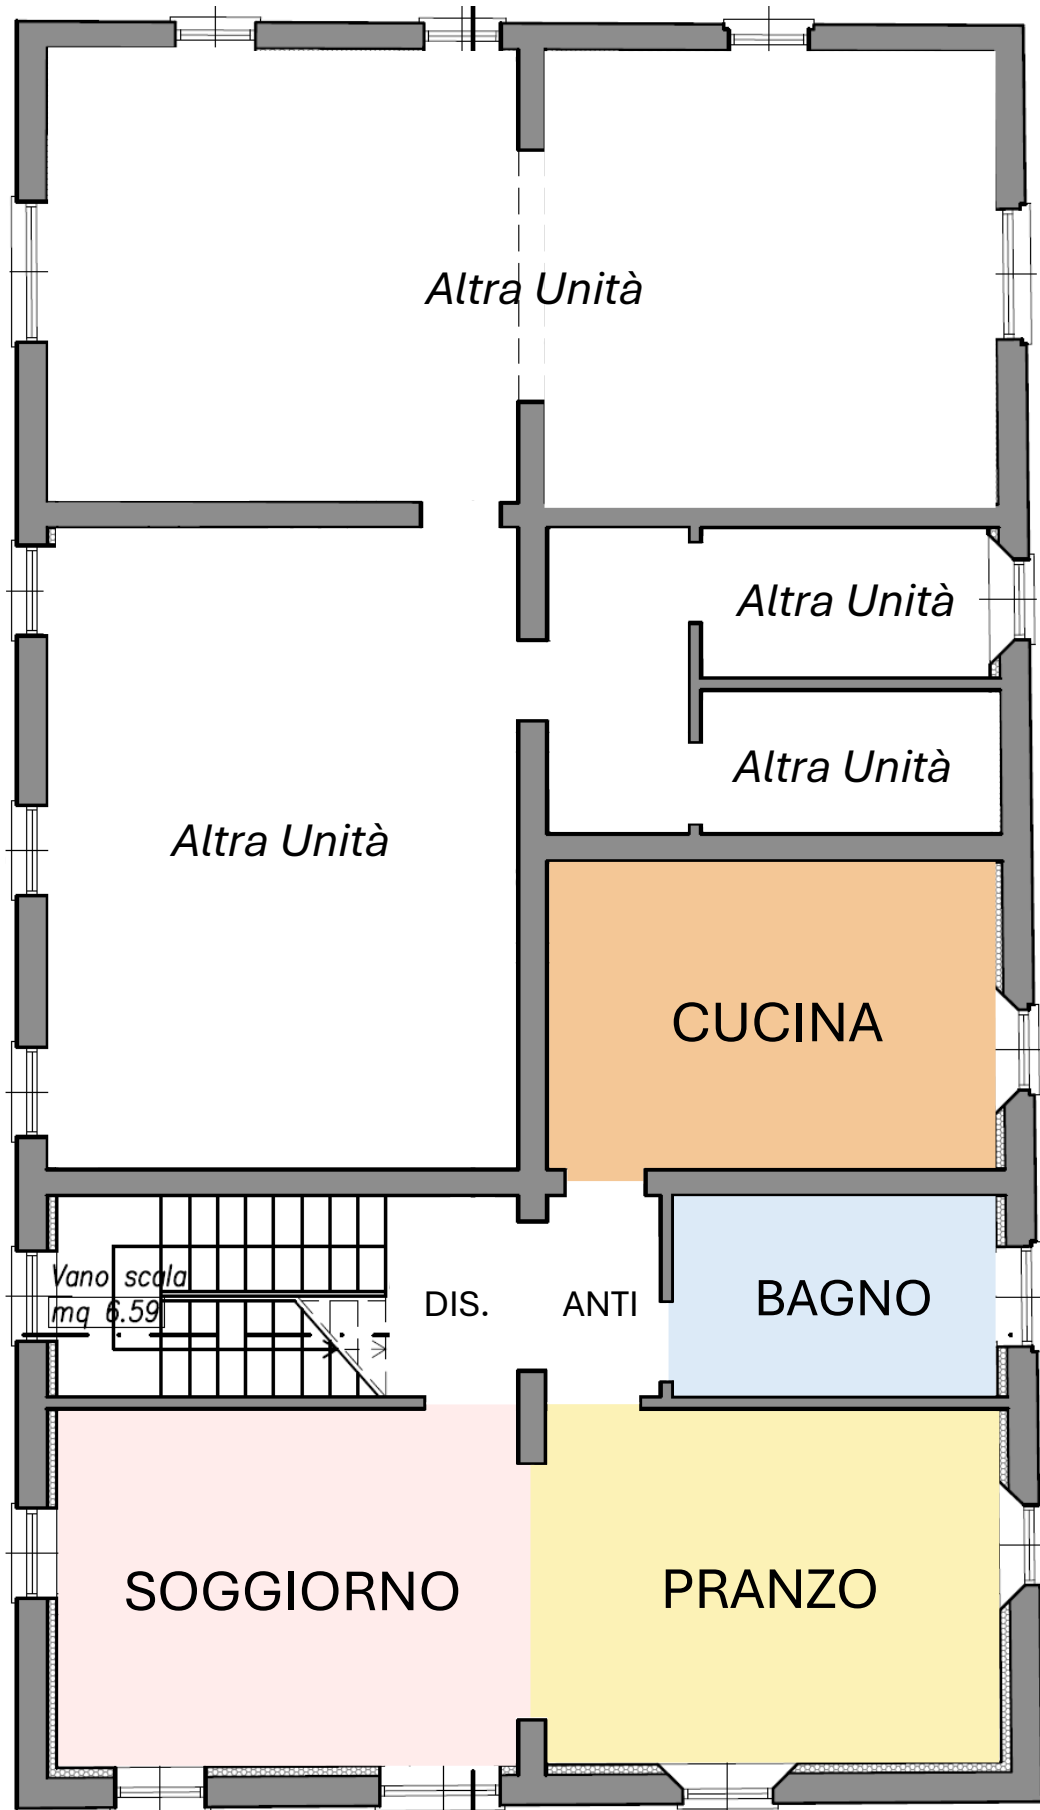 Altra Unità
Altra Unità
Altra Unità
Altra Unità
CUCINA
Vano scala
mq 6.59
DIS.
ANTI
BAGNO
SOGGIORNO
PRANZO